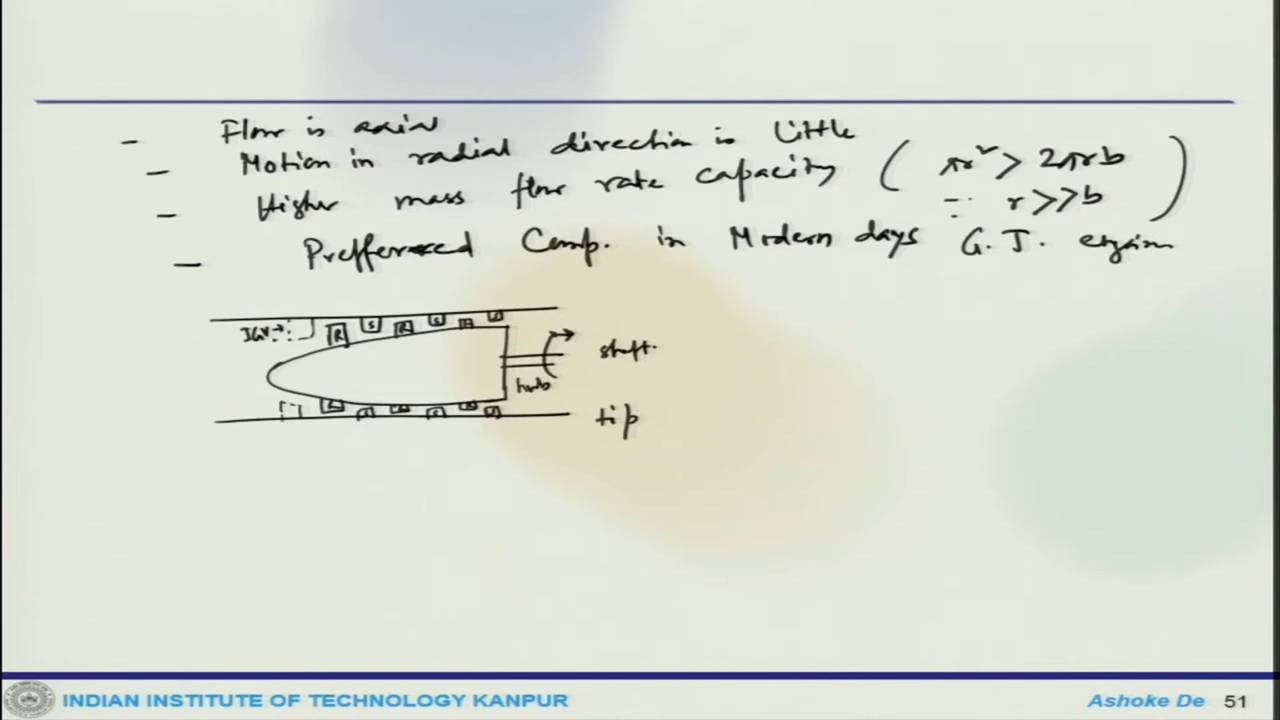 - Flow is axial
- Motion in radial direction is little
- Higher mass flow rate capacity ( πr² > 2πrb
∵ r>>b )
- Prefferred Comp. in Modern days G.T. engine
IGV
R S R S R S
shaft.
hub
tip
INDIAN INSTITUTE OF TECHNOLOGY KANPUR
Ashoke De 51